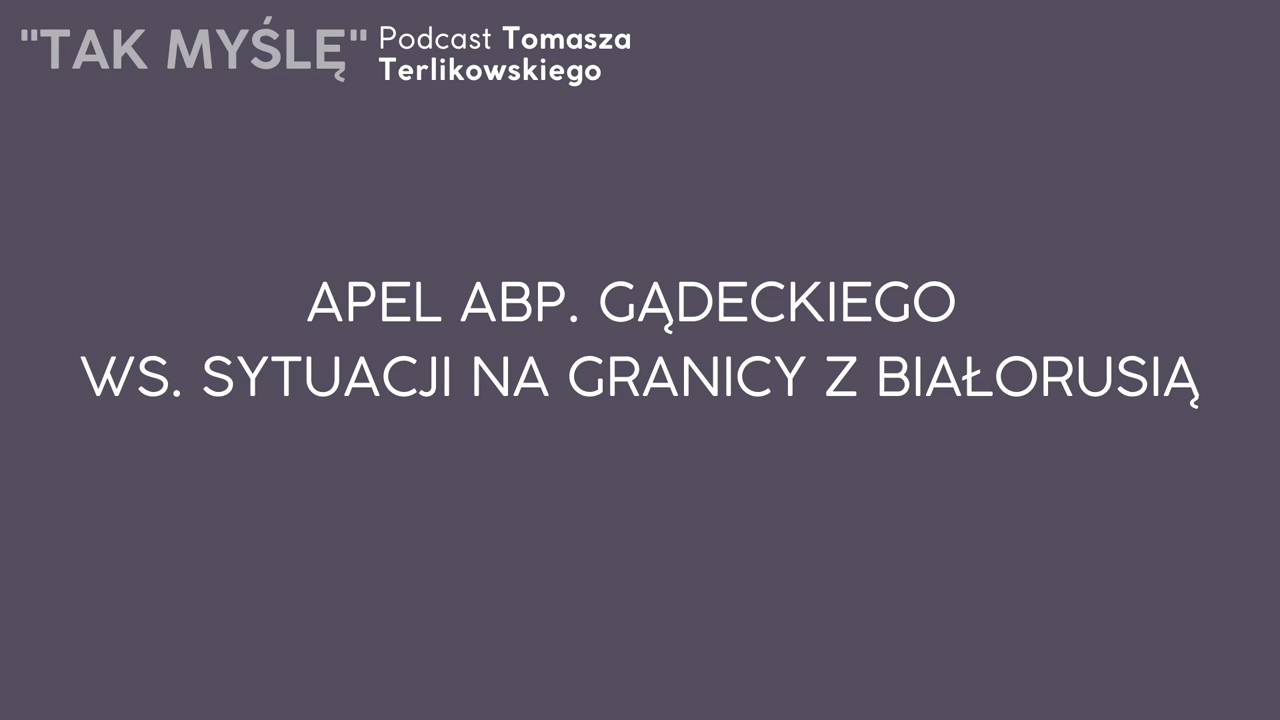 "TAK MYŚLĘ"
Podcast Tomasza
Terlikowskiego
APEL ABP. GĄDECKIEGO
WS. SYTUACJI NA GRANICY Z BIAŁORUSIĄ